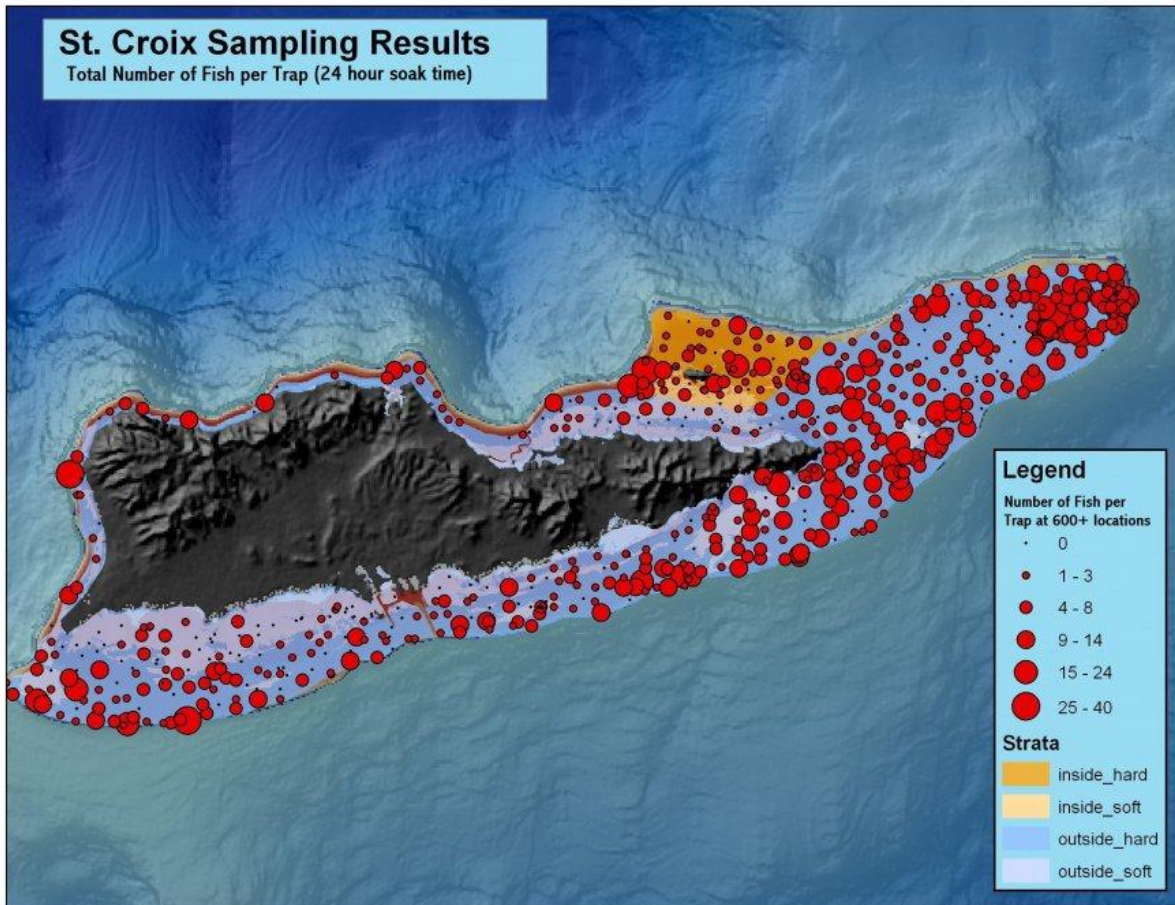 St. Croix Sampling Results
Total Number of Fish per Trap (24 hour soak time)
Legend
Number of Fish per
Trap at 600+ locations
0
1 - 3
4 - 8
9 - 14
15 - 24
25 - 40
Strata
inside_hard
inside_soft
outside_hard
outside_soft